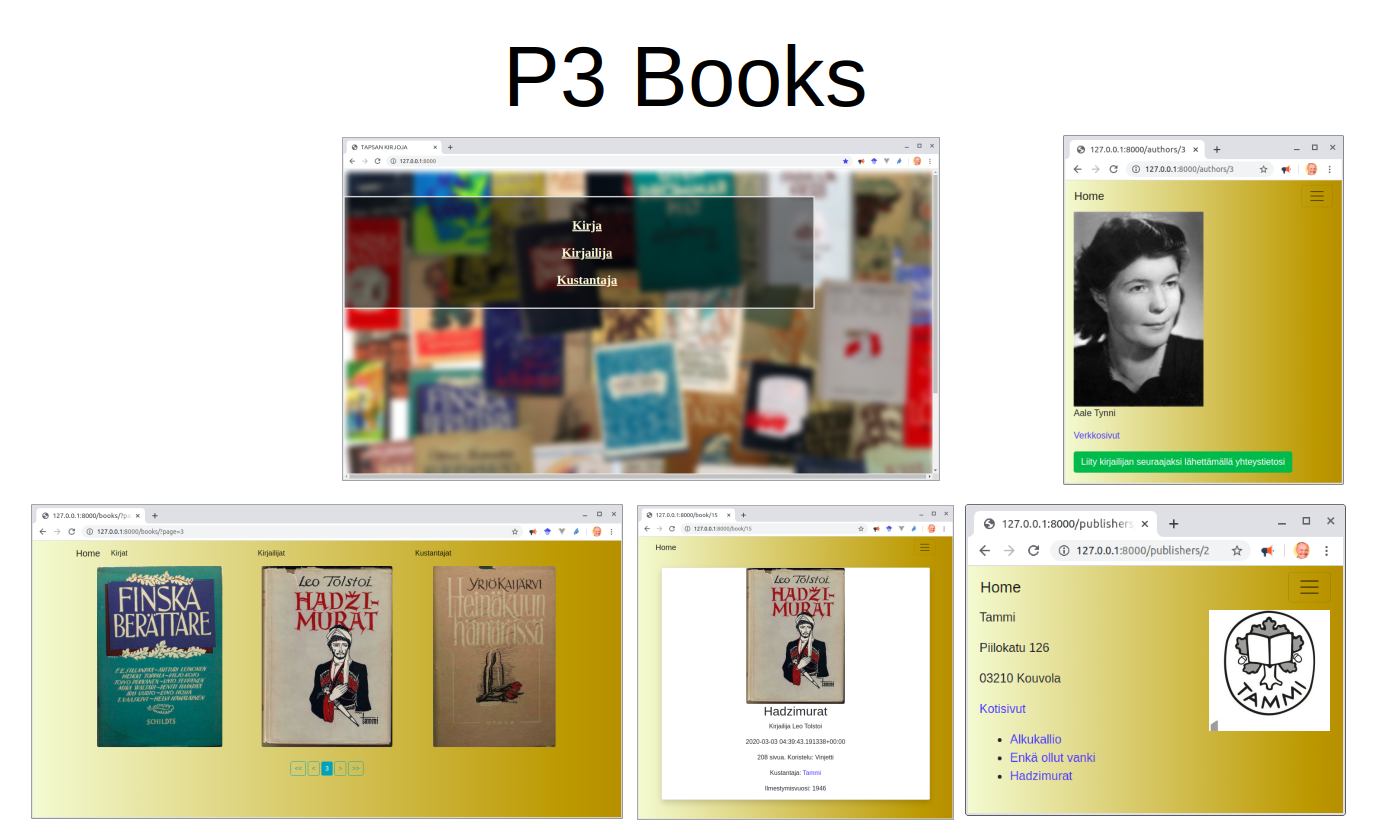 P3 Books
TAPSAN KIRJOJA
127.0.0.1:8000
Kirja
Kirjailija
Kustantaja
FINSKA
BERÄTTARE
127.0.0.1:8000/authors/3
127.0.0.1:8000/authors/3
Home
Aale Tynni
Verkkosivut
Liity kirjailijan seuraajaksi lähettämällä yhteystietosi
127.0.0.1:8000/books/?pa
127.0.0.1:8000/books/?page=3
Home Kirjat Kirjailijat Kustantajat
FINSKA
BERÄTTARE
SCHILDTS
Leo Tolstoi
HADŽI-
MURAT
Tammi
YRJÖ KAIJÄRVI
Heinäkuun
hämärässä
<< < 3 > >>
127.0.0.1:8000/book/15
127.0.0.1:8000/book/15
Home
Leo Tolstoi
HADŽI-
MURAT
Tammi
Hadzimurat
Kirjailija Leo Tolstoi
2020-03-03 04:39:43.191338+00:00
208 sivua. Koristelu: Vinjetti
Kustantaja: Tammi
Ilmestymisvuosi: 1946
127.0.0.1:8000/publishers
127.0.0.1:8000/publishers/2
Home
Tammi
Piilokatu 126
03210 Kouvola
Kotisivut
Alkukallio
Enkä ollut vanki
Hadzimurat
TAMMI